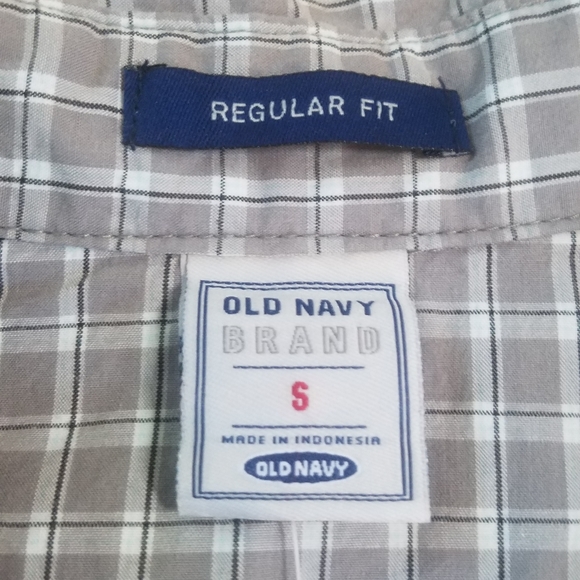 REGULAR FIT
OLD NAVY
BRAND
S
MADE IN INDONESIA
OLD NAVY